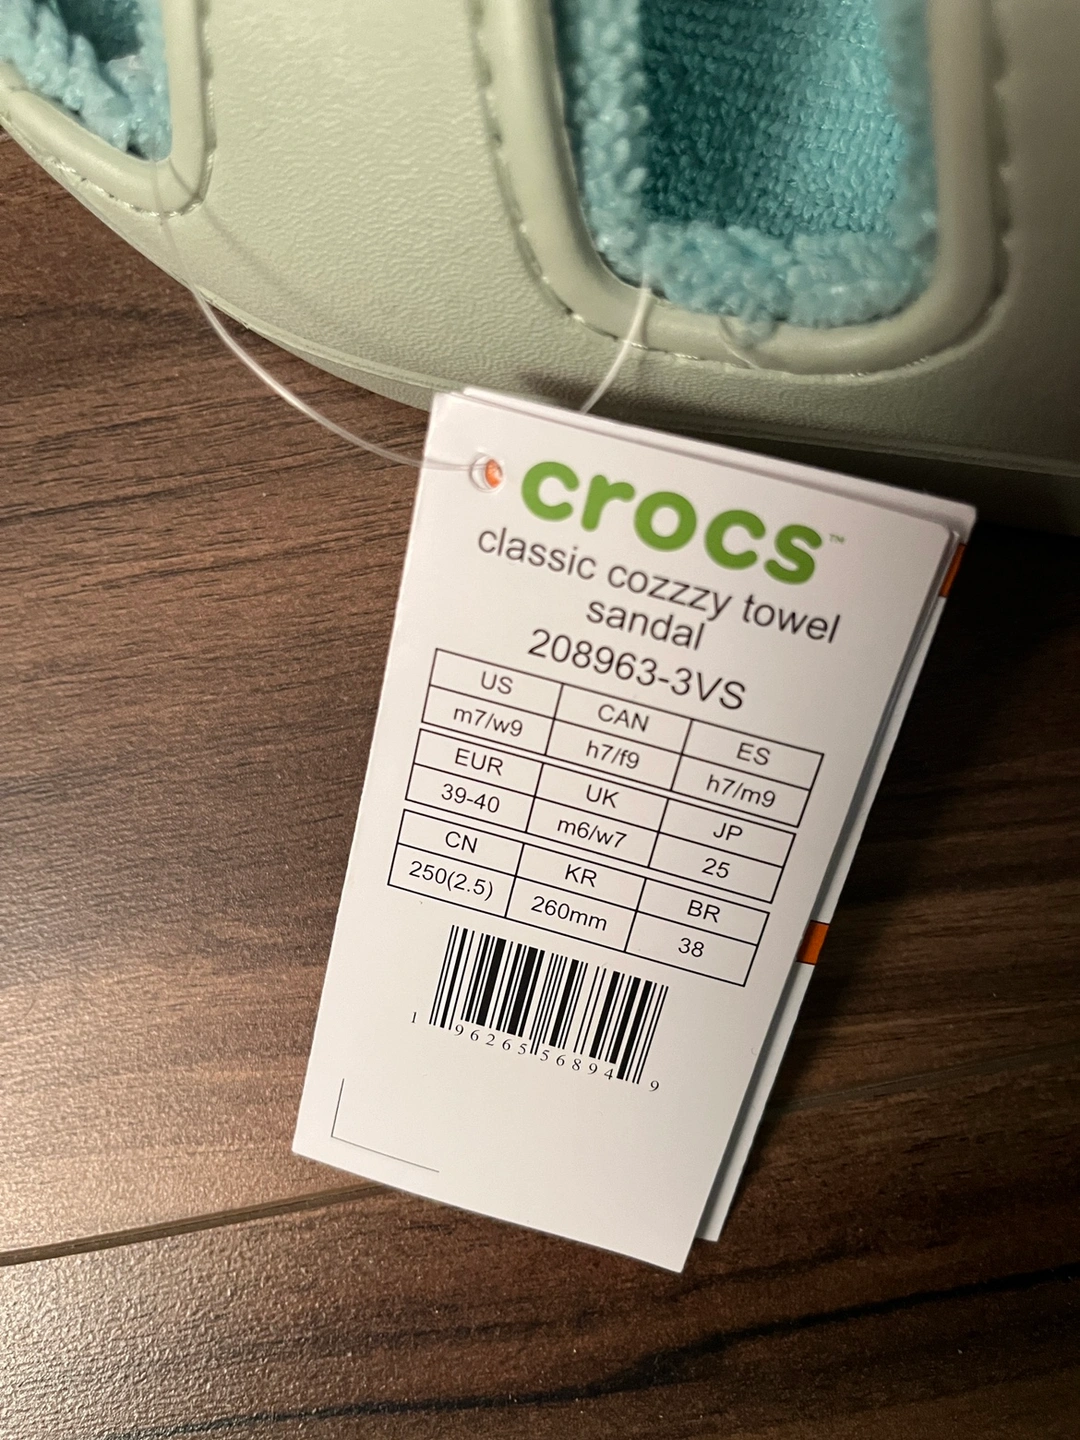 crocs™
classic cozzzy towel
sandal
208963-3VS
US CAN ES
m7/w9 h7/f9 h7/m9
EUR UK JP
39-40 m6/w7 25
CN KR BR
250(2.5) 260mm 38
1 96265 56894 9